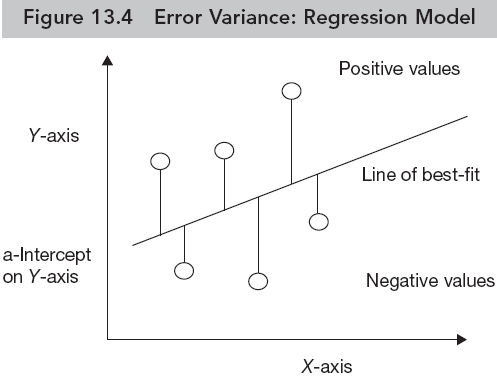 Figure 13.4 Error Variance: Regression Model
Positive values
Y-axis
Line of best-fit
a-Intercept
on Y-axis
Negative values
X-axis